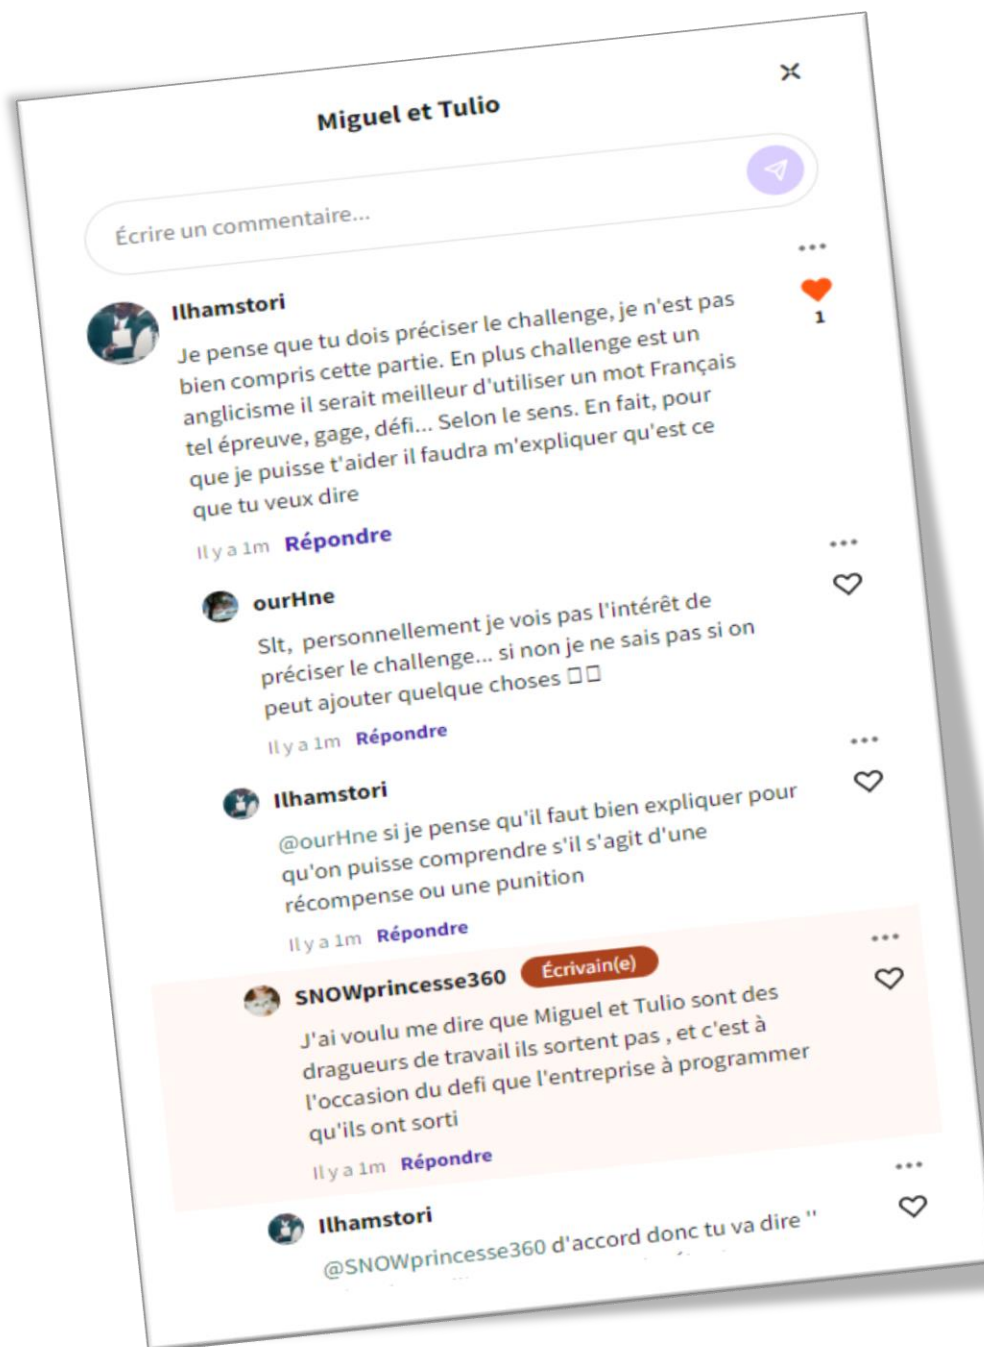 Miguel et Tulio
Écrire un commentaire...
Ilhamstori
Je pense que tu dois préciser le challenge, je n'est pas
bien compris cette partie. En plus challenge est un
anglicisme il serait meilleur d'utiliser un mot Français
tel épreuve, gage, défi... Selon le sens. En fait, pour
que je puisse t'aider il faudra m'expliquer qu'est ce
que tu veux dire
1
Il y a 1m Répondre
ourHne
Slt, personnellement je vois pas l'intérêt de
préciser le challenge... si non je ne sais pas si on
peut ajouter quelque choses
Il y a 1m Répondre
Ilhamstori
@ourHne si je pense qu'il faut bien expliquer pour
qu'on puisse comprendre s'il s'agit d'une
récompense ou une punition
Il y a 1m Répondre
SNOWprincesse360 Écrivain(e)
J'ai voulu me dire que Miguel et Tulio sont des
dragueurs de travail ils sortent pas , et c'est à
l'occasion du defi que l'entreprise à programmer
qu'ils ont sorti
Il y a 1m Répondre
Ilhamstori
@SNOWprincesse360 d'accord donc tu va dire ''